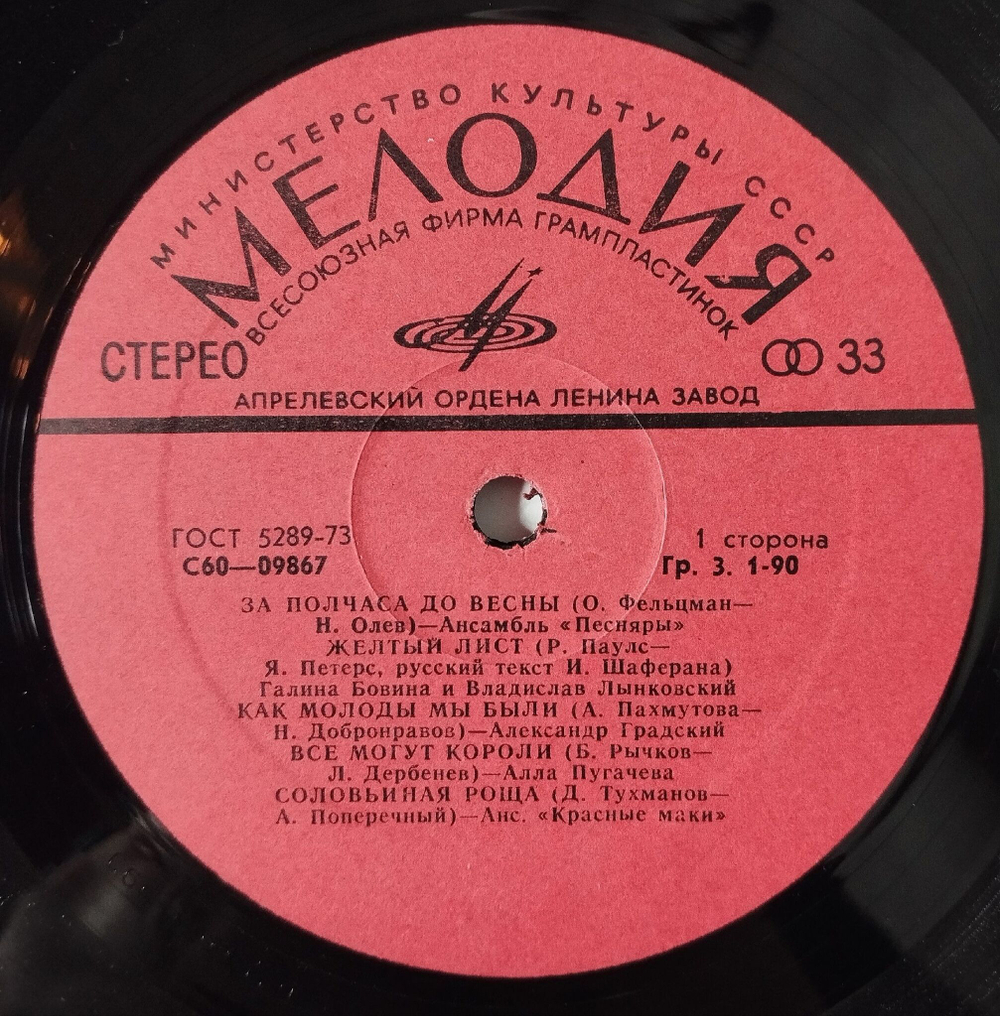 МИНИСТЕРСТВО КУЛЬТУРЫ СССР
МЕЛОДИЯ
ВСЕСОЮЗНАЯ ФИРМА ГРАМПЛАСТИНОК
СТЕРЕО
33
АПРЕЛЕВСКИЙ ОРДЕНА ЛЕНИНА ЗАВОД
ГОСТ 5289-73
1 сторона
С60—09867
Гр. 3. 1-90
ЗА ПОЛЧАСА ДО ВЕСНЫ (О. Фельцман—
Н. Олев)—Ансамбль «Песняры»
ЖЕЛТЫЙ ЛИСТ (Р. Паулс—
Я. Петерс, русский текст И. Шаферана)
Галина Бовина и Владислав Лынковский
КАК МОЛОДЫ МЫ БЫЛИ (А. Пахмутова—
Н. Добронравов)—Александр Градский
ВСЕ МОГУТ КОРОЛИ (Б. Рычков—
Л. Дербенев)—Алла Пугачева
СОЛОВЬИНАЯ РОЩА (Д. Тухманов—
А. Поперечный)—Анс. «Красные маки»